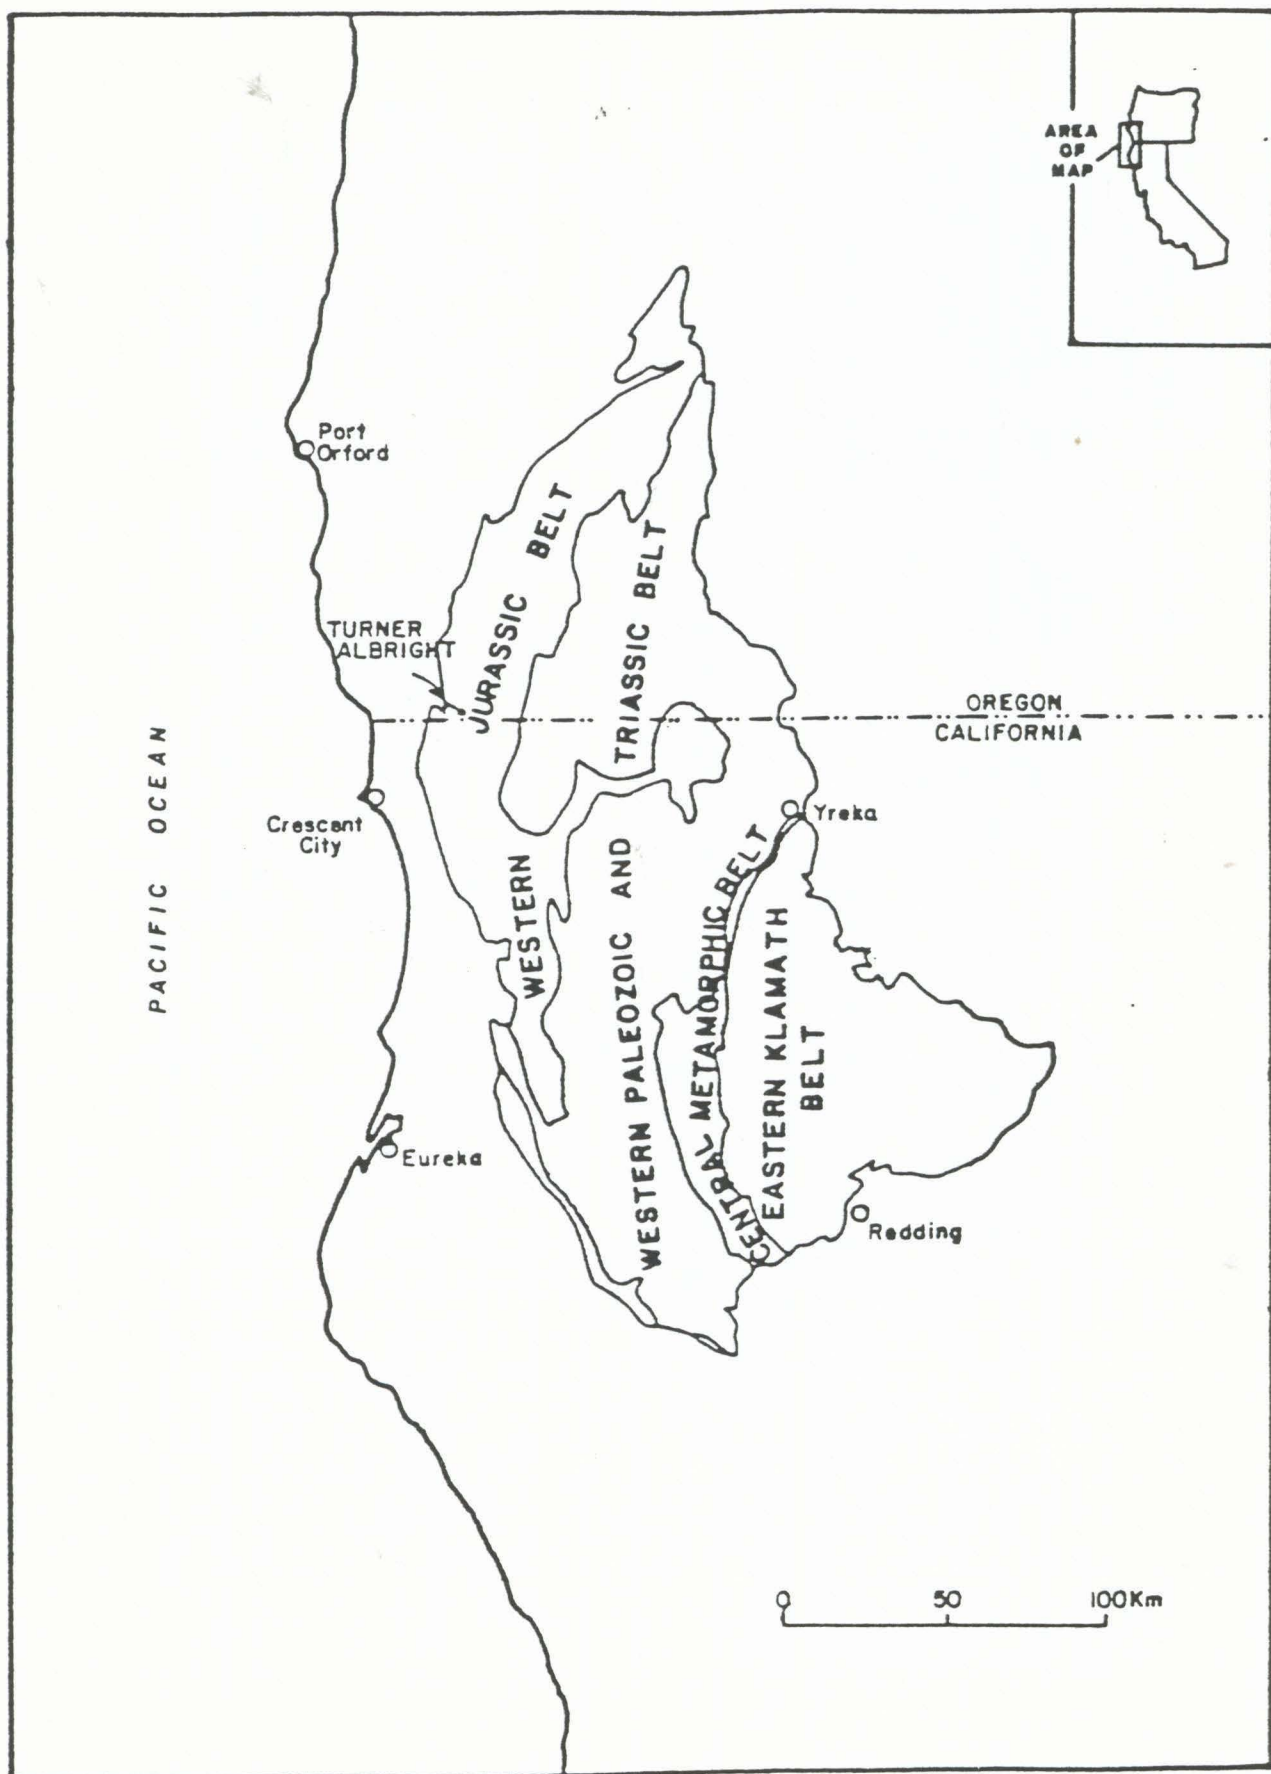 AREA
OF
MAP
Port
Orford
WESTERN JURASSIC BELT
WESTERN PALEOZOIC AND TRIASSIC BELT
TURNER
ALBRIGHT
OREGON
CALIFORNIA
PACIFIC OCEAN
Crescent
City
Yreka
CENTRAL METAMORPHIC BELT
EASTERN KLAMATH
BELT
Eureka
Redding
0 50 100Km